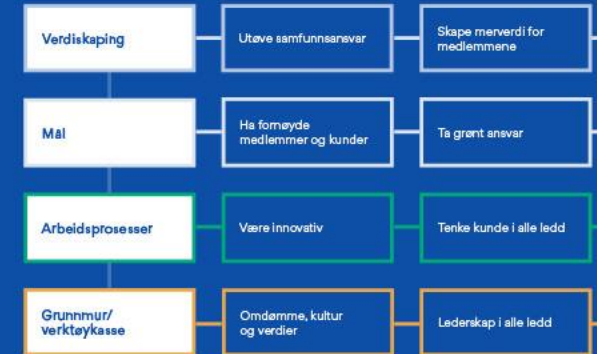 Verdiskaping
Utøve samfunnsansvar
Skape merverdi for
medlemmene
Mål
Ha fornøyde
medlemmer og kunder
Ta grønt ansvar
Arbeidsprosesser
Være innovativ
Tenke kunde i alle ledd
Grunnmur/
verktøykasse
Omdømme, kultur
og verdier
Lederskap i alle ledd